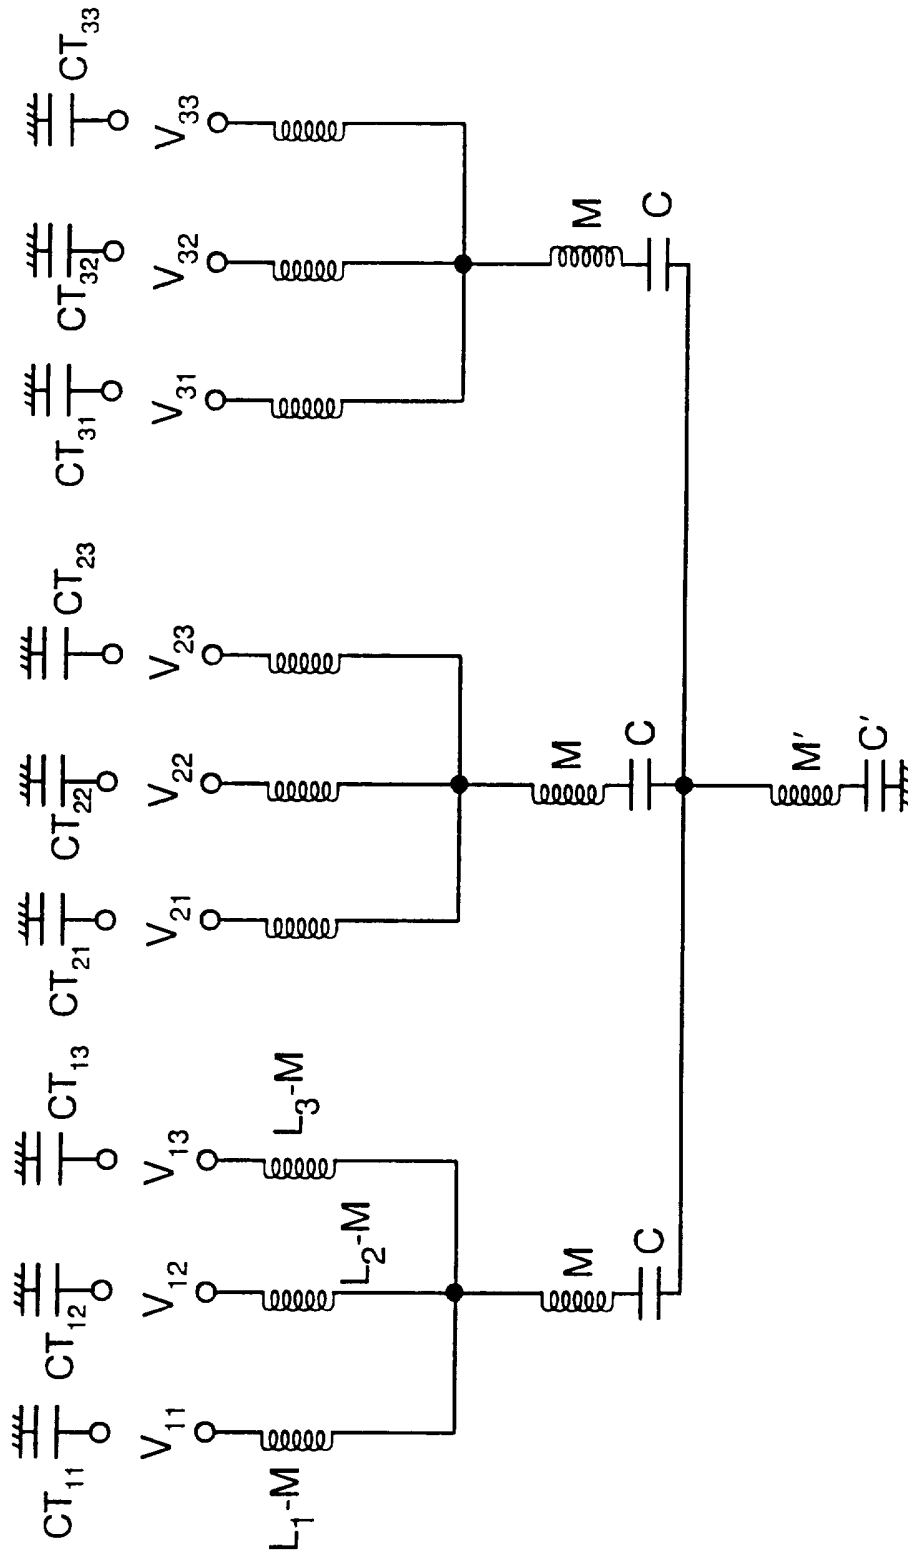 CT₁₁ CT₁₂ CT₁₃ CT₂₁ CT₂₂ CT₂₃ CT₃₁ CT₃₂ CT₃₃
V₁₁ V₁₂ V₁₃ V₂₁ V₂₂ V₂₃ V₃₁ V₃₂ V₃₃
L₁-M L₂-M L₃-M
M M M
C C C
M′
C′